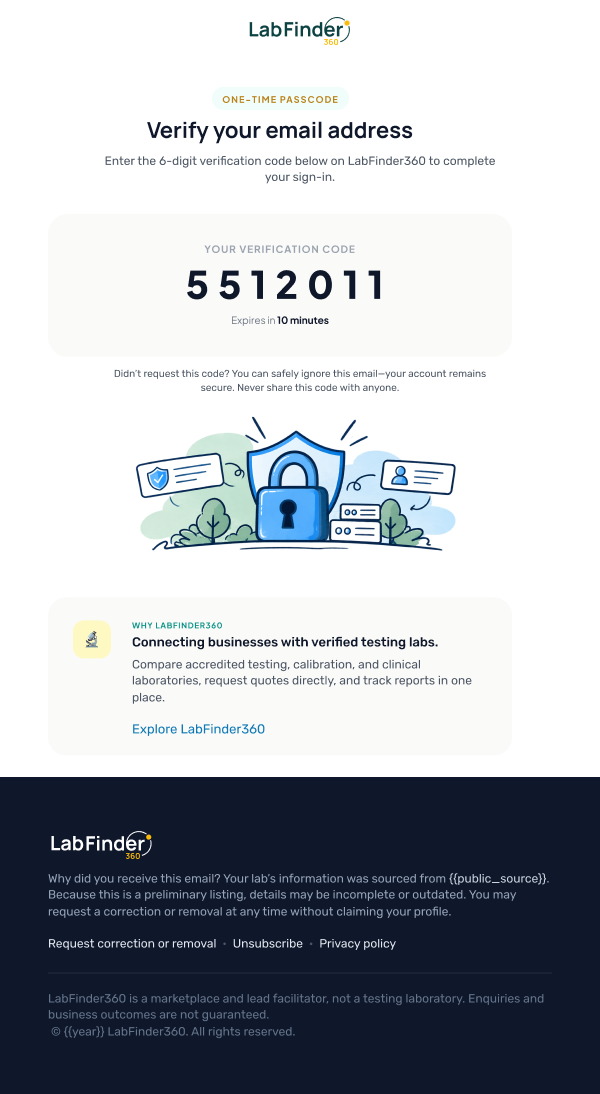 LabFinder
360
ONE-TIME PASSCODE
Verify your email address
Enter the 6-digit verification code below on LabFinder360 to complete
your sign-in.
YOUR VERIFICATION CODE
5512011
Expires in 10 minutes
Didn't request this code? You can safely ignore this email—your account remains
secure. Never share this code with anyone.
WHY LABFINDER360
Connecting businesses with verified testing labs.
Compare accredited testing, calibration, and clinical
laboratories, request quotes directly, and track reports in one
place.
Explore LabFinder360
LabFinder
360
Why did you receive this email? Your lab's information was sourced from {{public_source}}.
Because this is a preliminary listing, details may be incomplete or outdated. You may
request a correction or removal at any time without claiming your profile.
Request correction or removal • Unsubscribe • Privacy policy
LabFinder360 is a marketplace and lead facilitator, not a testing laboratory. Enquiries and
business outcomes are not guaranteed.
© {{year}} LabFinder360. All rights reserved.